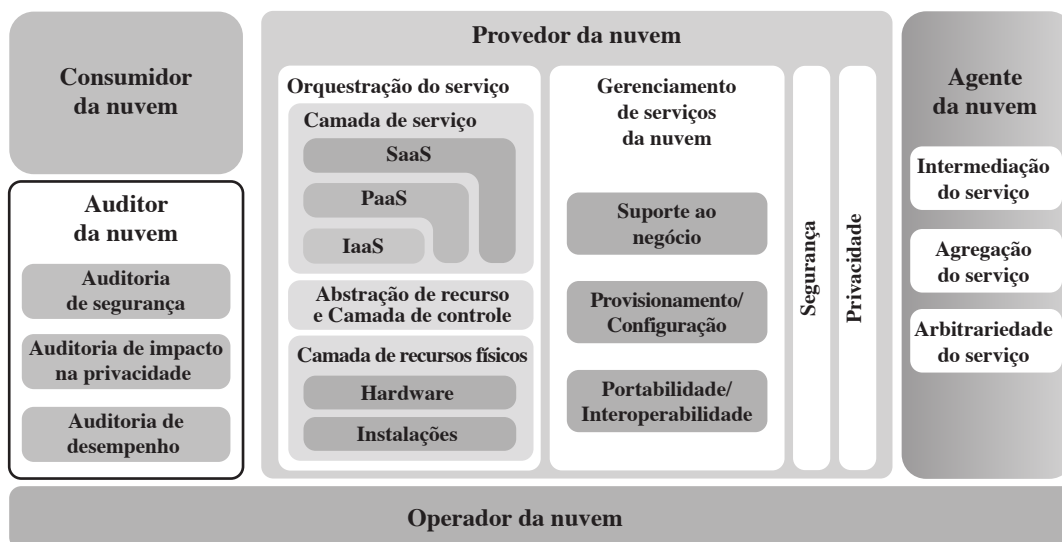 Consumidor
da nuvem
Auditor
da nuvem
Auditoria
de segurança
Auditoria de impacto
na privacidade
Auditoria de
desempenho
Provedor da nuvem
Orquestração do serviço
Camada de serviço
SaaS
PaaS
IaaS
Abstração de recurso
e Camada de controle
Camada de recursos físicos
Hardware
Instalações
Gerenciamento
de serviços
da nuvem
Suporte ao
negócio
Provisionamento/
Configuração
Portabilidade/
Interoperabilidade
Segurança
Privacidade
Agente
da nuvem
Intermediação
do serviço
Agregação
do serviço
Arbitrariedade
do serviço
Operador da nuvem